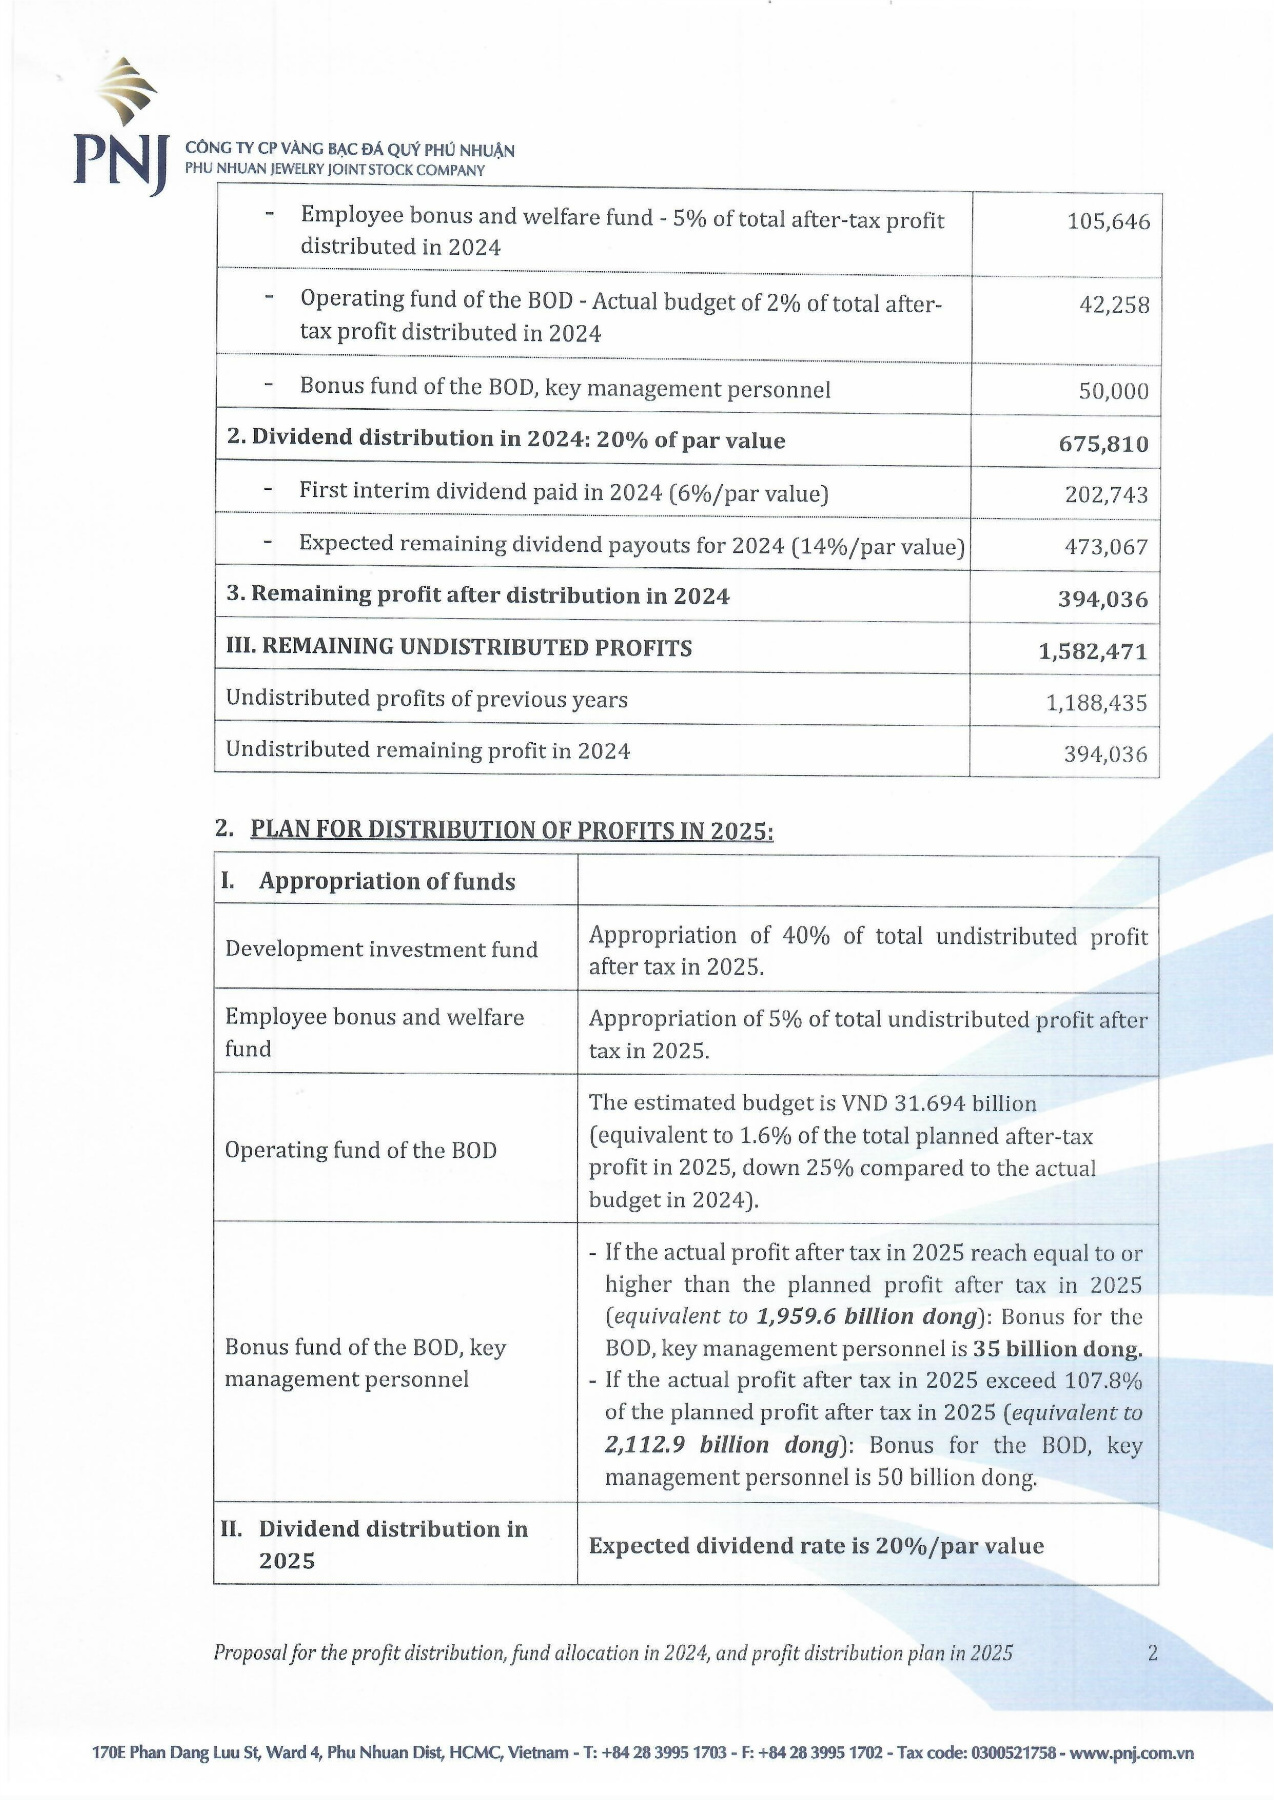 PNJ
CÔNG TY CP VÀNG BẠC ĐÁ QUÝ PHÚ NHUẬN
PHU NHUAN JEWELRY JOINT STOCK COMPANY
- Employee bonus and welfare fund - 5% of total after-tax profit
distributed in 2024
105,646
- Operating fund of the BOD - Actual budget of 2% of total after-
tax profit distributed in 2024
42,258
- Bonus fund of the BOD, key management personnel
50,000
2. Dividend distribution in 2024: 20% of par value
675,810
- First interim dividend paid in 2024 (6%/par value)
202,743
- Expected remaining dividend payouts for 2024 (14%/par value)
473,067
3. Remaining profit after distribution in 2024
394,036
III. REMAINING UNDISTRIBUTED PROFITS
1,582,471
Undistributed profits of previous years
1,188,435
Undistributed remaining profit in 2024
394,036
2. PLAN FOR DISTRIBUTION OF PROFITS IN 2025:
I. Appropriation of funds
Development investment fund
Appropriation of 40% of total undistributed profit
after tax in 2025.
Employee bonus and welfare
fund
Appropriation of 5% of total undistributed profit after
tax in 2025.
Operating fund of the BOD
The estimated budget is VND 31.694 billion
(equivalent to 1.6% of the total planned after-tax
profit in 2025, down 25% compared to the actual
budget in 2024).
Bonus fund of the BOD, key
management personnel
- If the actual profit after tax in 2025 reach equal to or
higher than the planned profit after tax in 2025
(equivalent to 1,959.6 billion dong): Bonus for the
BOD, key management personnel is 35 billion dong.
- If the actual profit after tax in 2025 exceed 107.8%
of the planned profit after tax in 2025 (equivalent to
2,112.9 billion dong): Bonus for the BOD, key
management personnel is 50 billion dong.
II. Dividend distribution in
2025
Expected dividend rate is 20%/par value
Proposal for the profit distribution, fund allocation in 2024, and profit distribution plan in 2025
2
170E Phan Dang Luu St, Ward 4, Phu Nhuan Dist, HCMC, Vietnam - T: +84 28 3995 1703 - F: +84 28 3995 1702 - Tax code: 0300521758 - www.pnj.com.vn